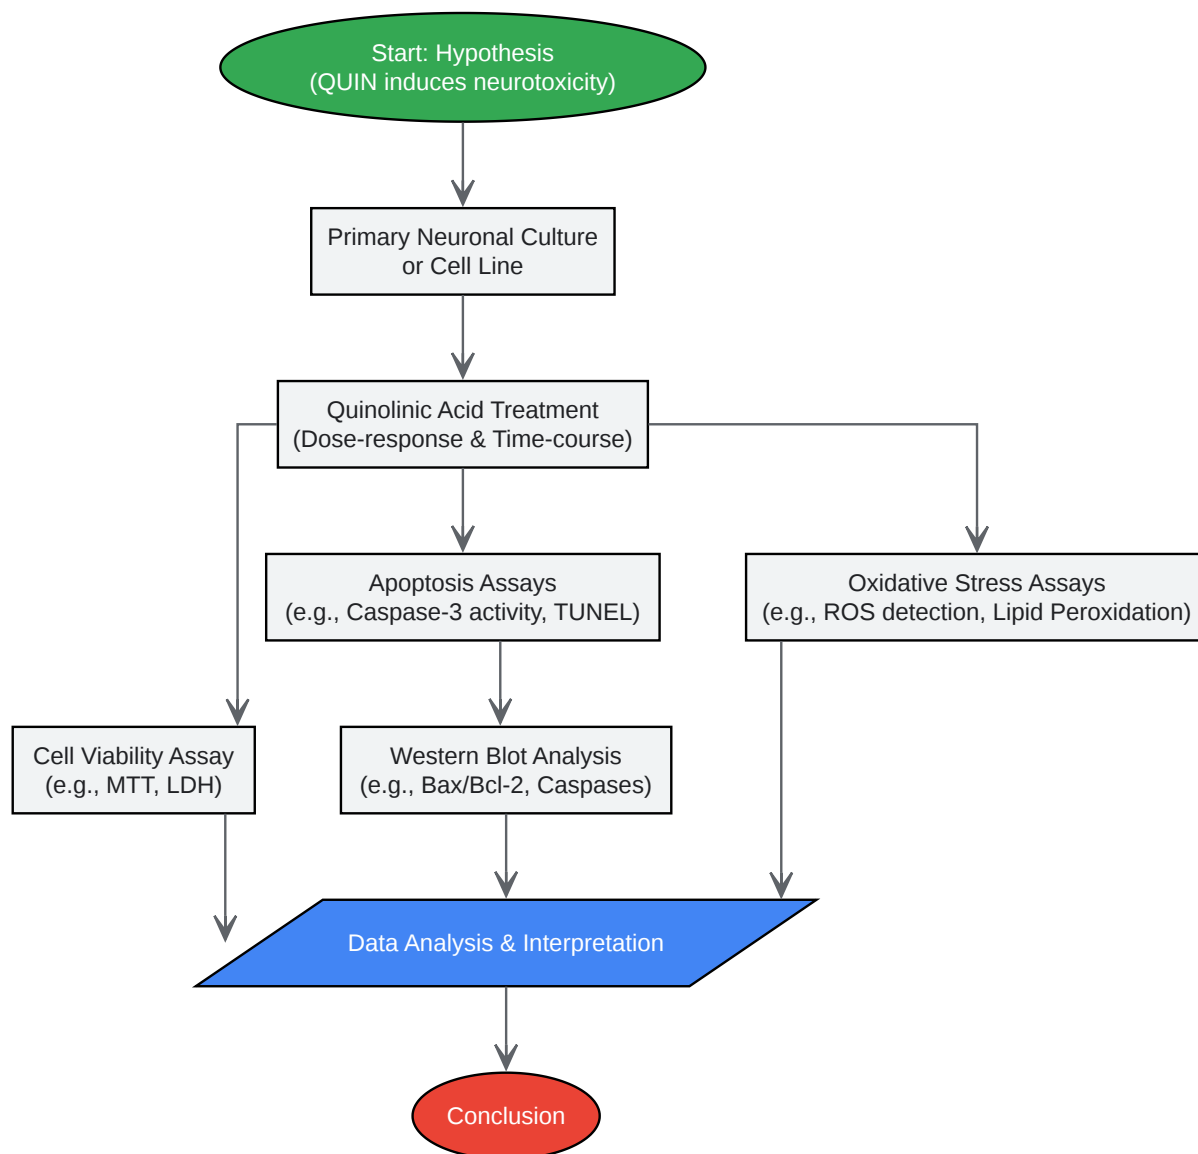 Start: Hypothesis
(QUIN induces neurotoxicity)
Primary Neuronal Culture
or Cell Line
Quinolinic Acid Treatment
(Dose-response & Time-course)
Apoptosis Assays
(e.g., Caspase-3 activity, TUNEL)
Oxidative Stress Assays
(e.g., ROS detection, Lipid Peroxidation)
Cell Viability Assay
(e.g., MTT, LDH)
Western Blot Analysis
(e.g., Bax/Bcl-2, Caspases)
Data Analysis & Interpretation
Conclusion